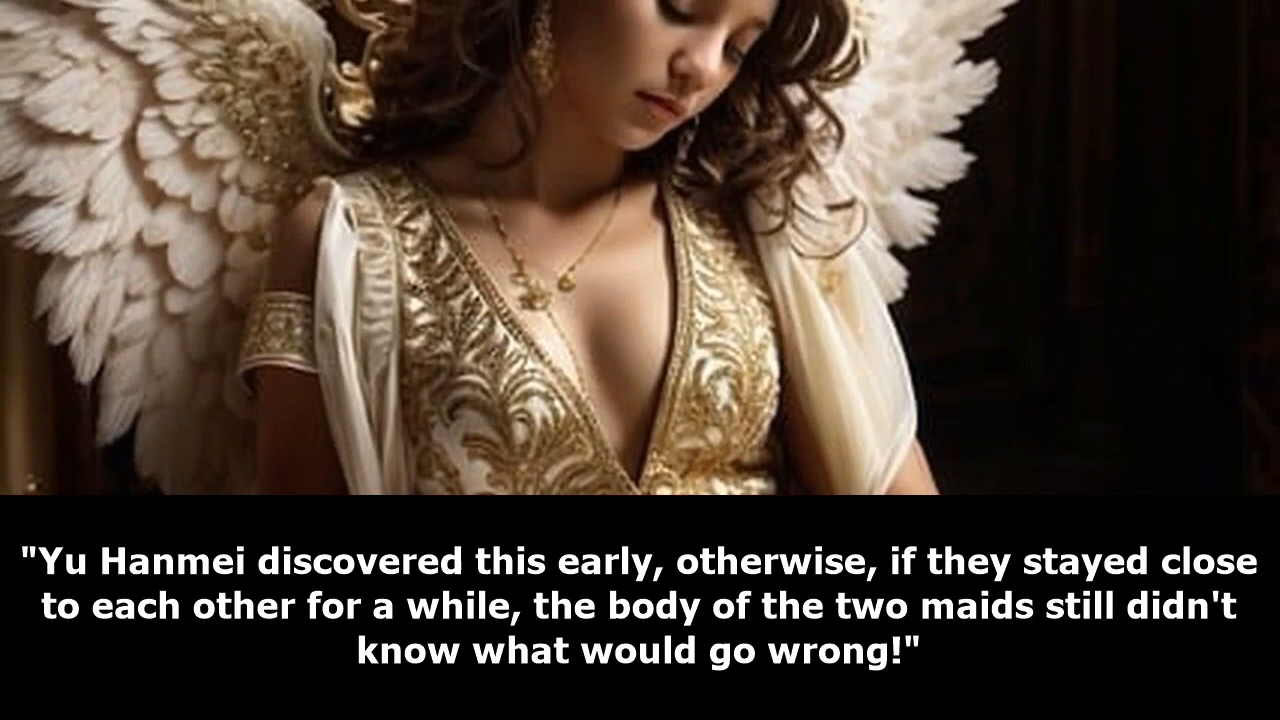 "Yu Hanmei discovered this early, otherwise, if they stayed close
to each other for a while, the body of the two maids still didn't
know what would go wrong!"